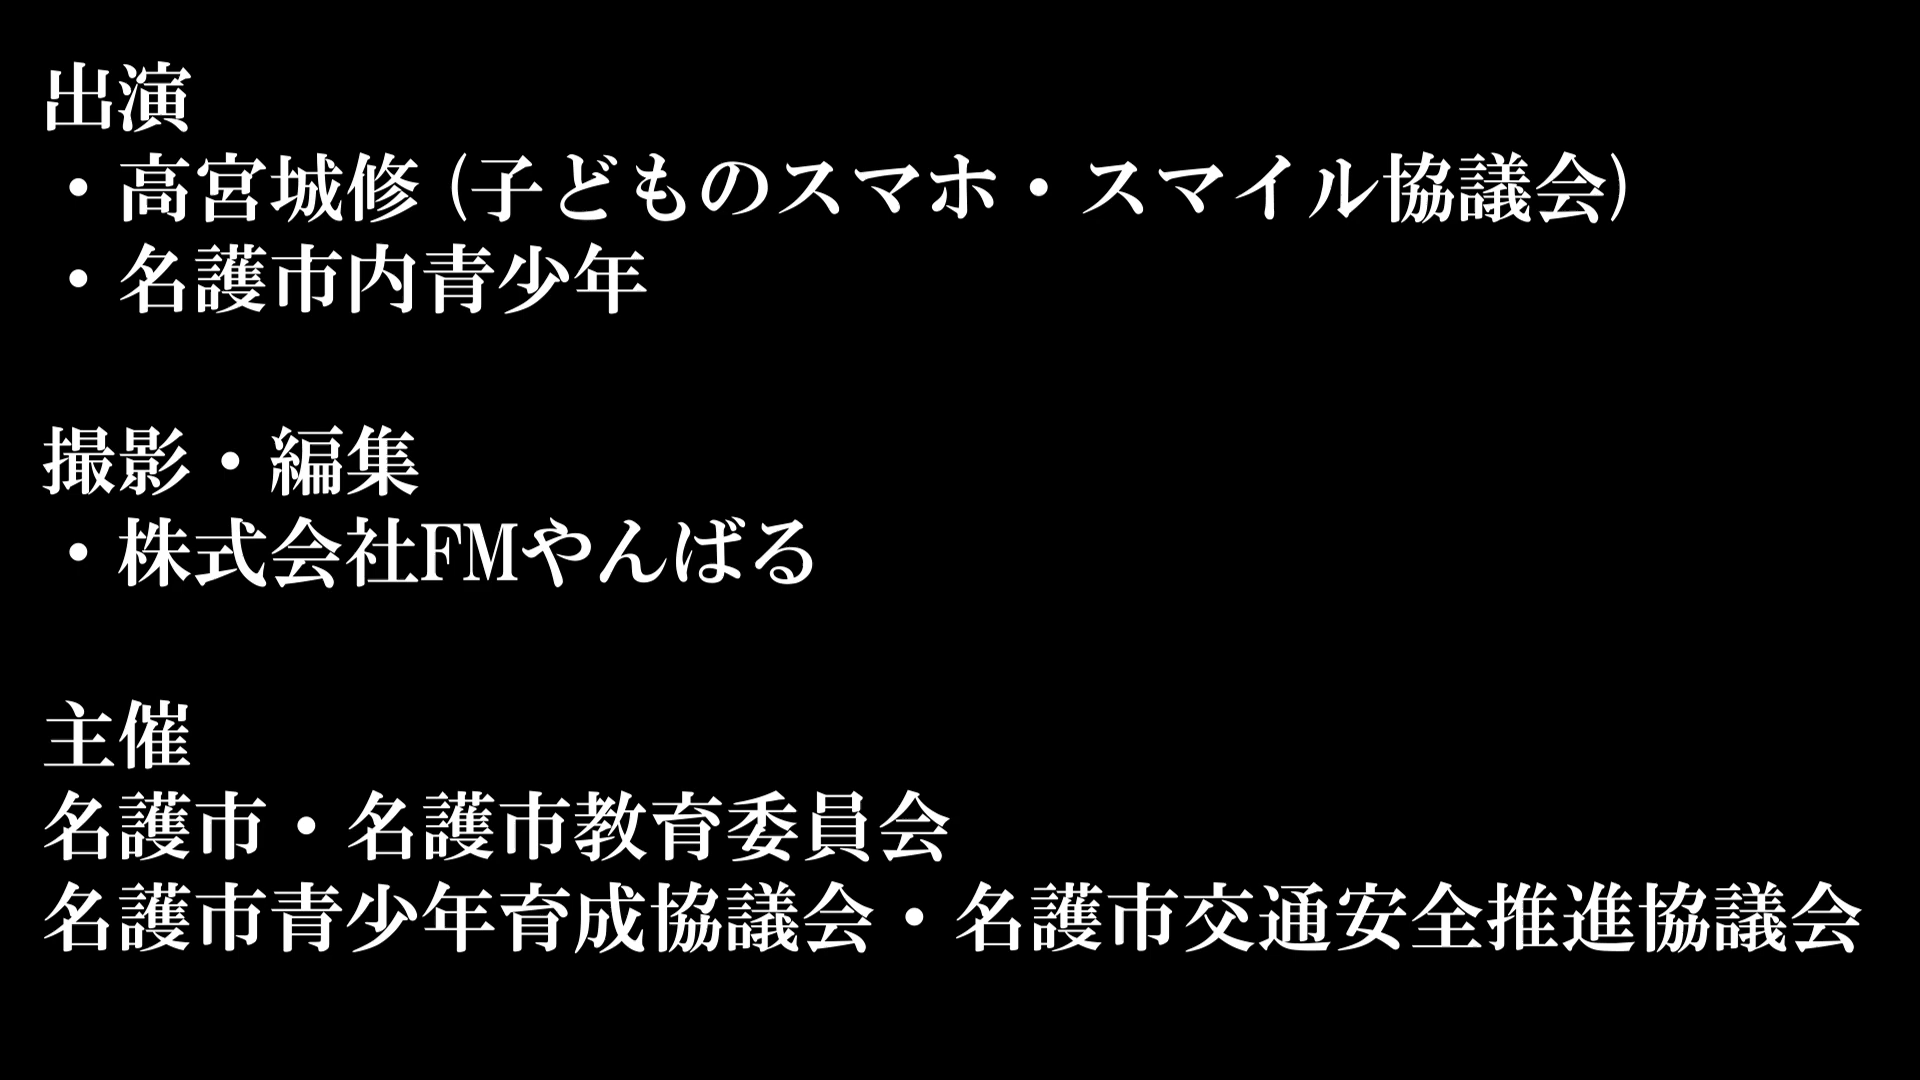 出演
・高宮城修 (子どものスマホ・スマイル協議会)
・名護市内青少年
撮影・編集
・株式会社FMやんばる
主催
名護市・名護市教育委員会
名護市青少年育成協議会・名護市交通安全推進協議会